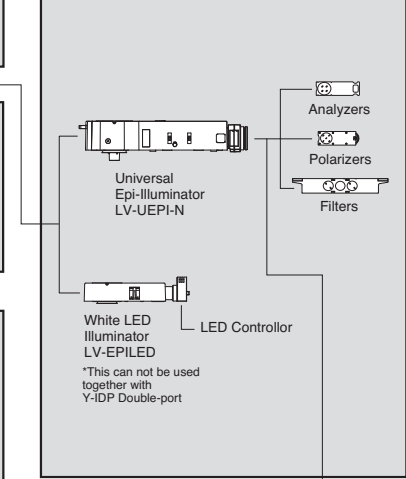 Analyzers
Polarizers
Filters
Universal
Epi-Illuminator
LV-UEPI-N
White LED
Illuminator
LV-EPILED
LED Controllor
*This can not be used
together with
Y-IDP Double-port